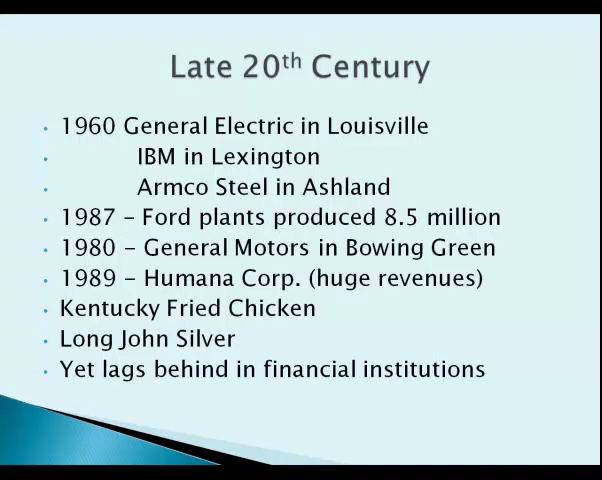 Late 20th Century
• 1960 General Electric in Louisville
• IBM in Lexington
• Armco Steel in Ashland
• 1987 – Ford plants produced 8.5 million
• 1980 – General Motors in Bowing Green
• 1989 – Humana Corp. (huge revenues)
• Kentucky Fried Chicken
• Long John Silver
• Yet lags behind in financial institutions